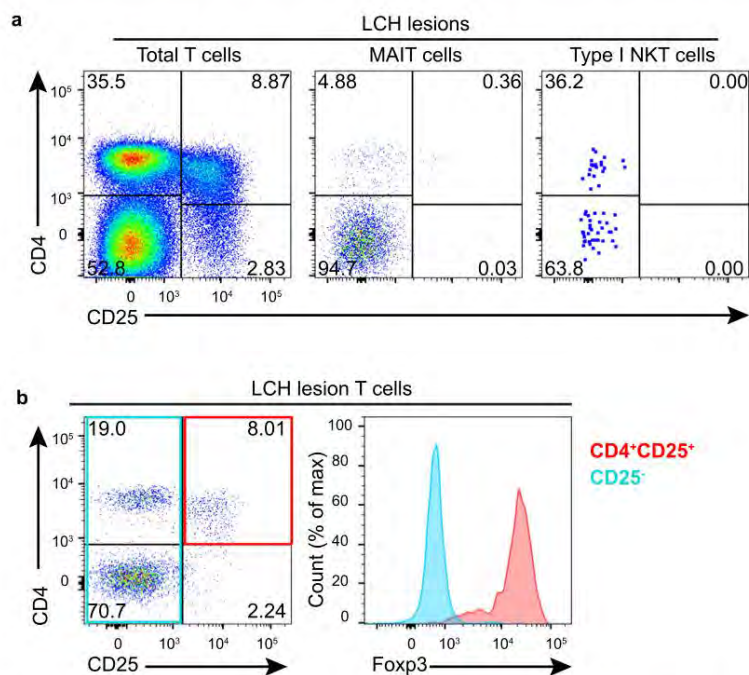 a
LCH lesions
Total T cells MAIT cells Type I NKT cells
35.5 8.87 4.88 0.36 36.2 0.00
10⁵
10⁴
10³
0
CD4
52.8 2.83 94.7 0.03 63.8 0.00
0 10³ 10⁴ 10⁵
CD25
b
LCH lesion T cells
19.0 8.01
10⁵
10⁴
10³
0
CD4
70.7 2.24
0 10³ 10⁴ 10⁵
CD25
100
80
60
40
20
0
Count (% of max)
0 10³ 10⁴ 10⁵
Foxp3
CD4⁺CD25⁺
CD25⁻